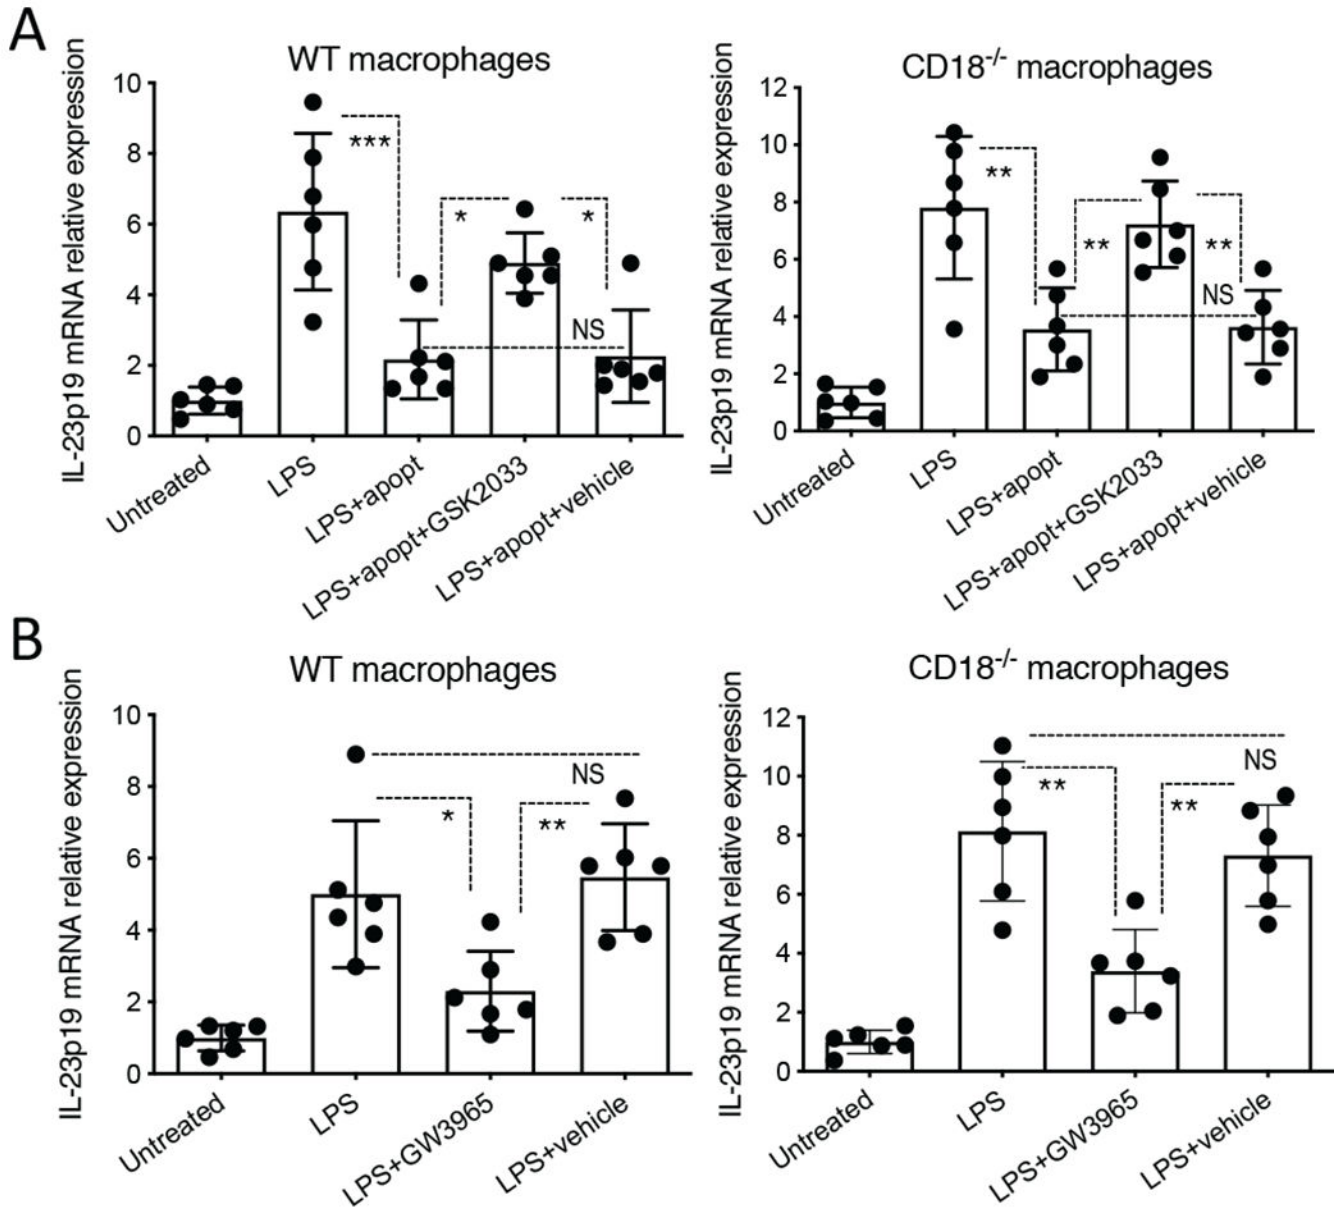 A
WT macrophages
IL-23p19 mRNA relative expression
10
8
6
4
2
0
***
*
*
NS
Untreated
LPS
LPS+apopt
LPS+apopt+GSK2033
LPS+apopt+vehicle
CD18-/- macrophages
IL-23p19 mRNA relative expression
12
10
8
6
4
2
0
**
**
**
NS
Untreated
LPS
LPS+apopt
LPS+apopt+GSK2033
LPS+apopt+vehicle
B
WT macrophages
IL-23p19 mRNA relative expression
10
8
6
4
2
0
NS
*
**
Untreated
LPS
LPS+GW3965
LPS+vehicle
CD18-/- macrophages
IL-23p19 mRNA relative expression
12
10
8
6
4
2
0
NS
**
**
Untreated
LPS
LPS+GW3965
LPS+vehicle